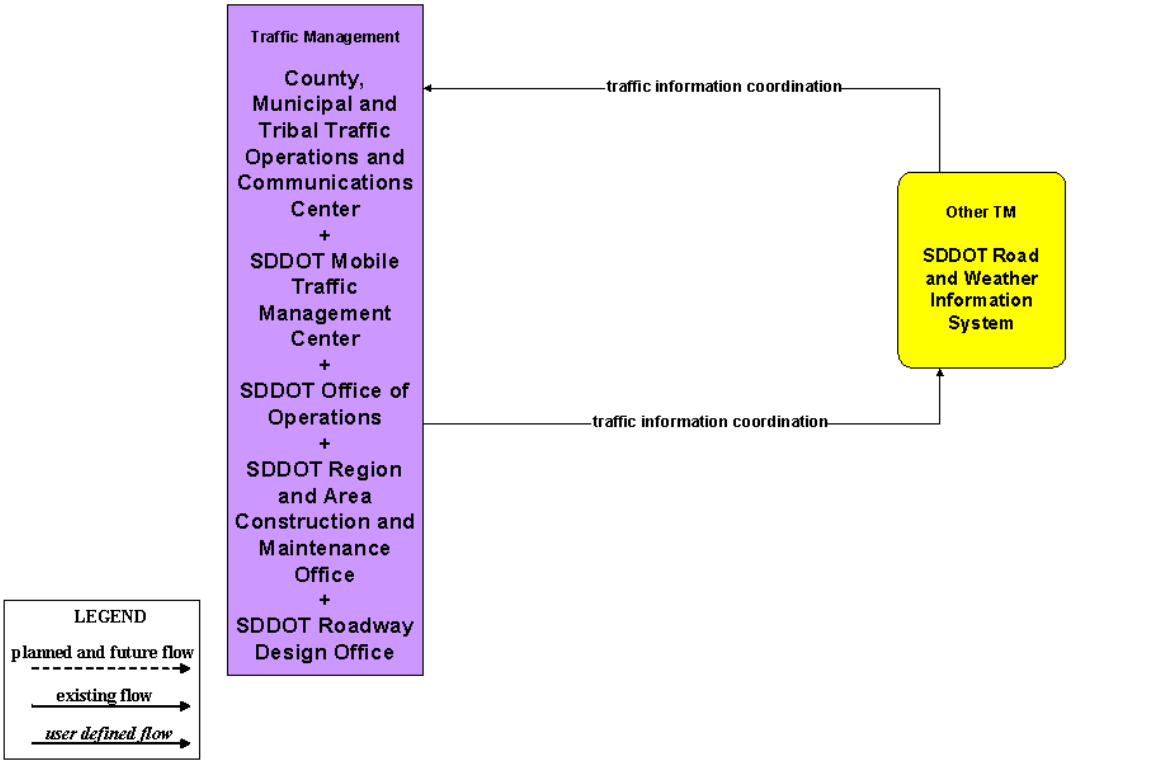 Traffic Management
County,
Municipal and
Tribal Traffic
Operations and
Communications
Center
+
SDDOT Mobile
Traffic
Management
Center
+
SDDOT Office of
Operations
+
SDDOT Region
and Area
Construction and
Maintenance
Office
+
SDDOT Roadway
Design Office
traffic information coordination
Other TM
SDDOT Road
and Weather
Information
System
traffic information coordination
LEGEND
planned and future flow
existing flow
user defined flow